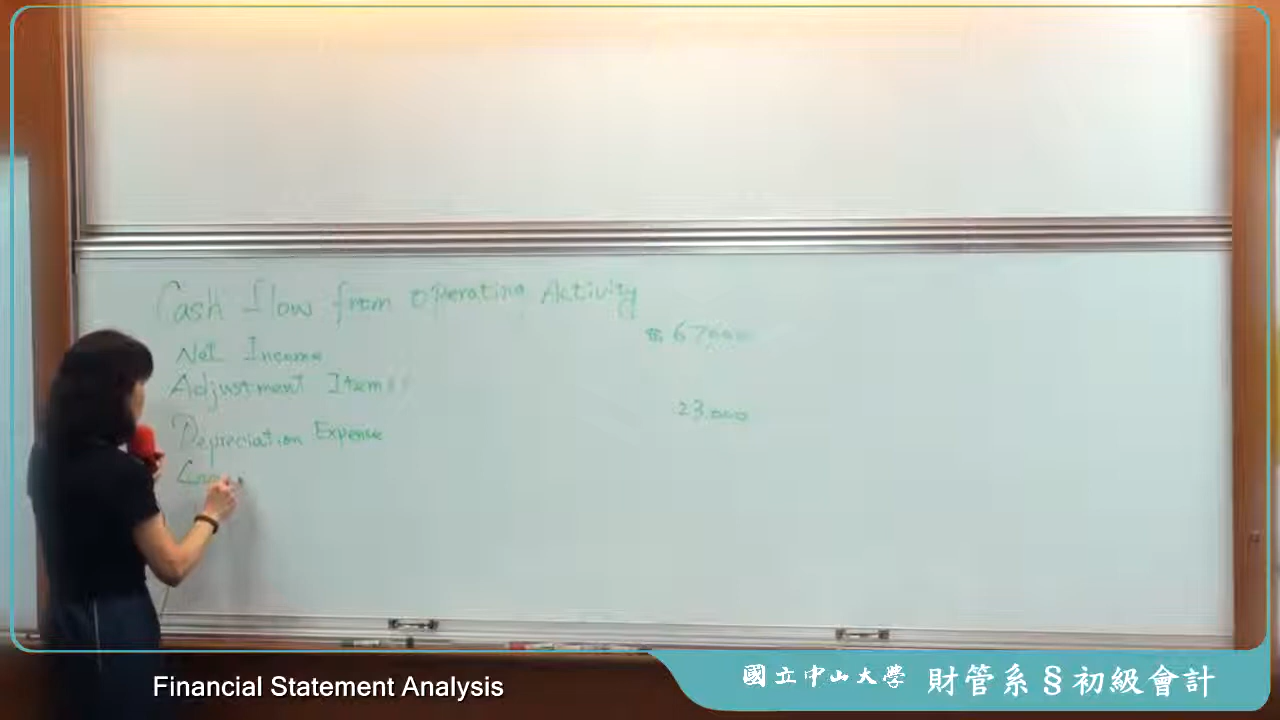 Cash flow from operating Activity
Net Income
$ 67000
Adjustment Items
Depreciation Expense
23.000
Financial Statement Analysis
國立中山大學 財管系§初級會計